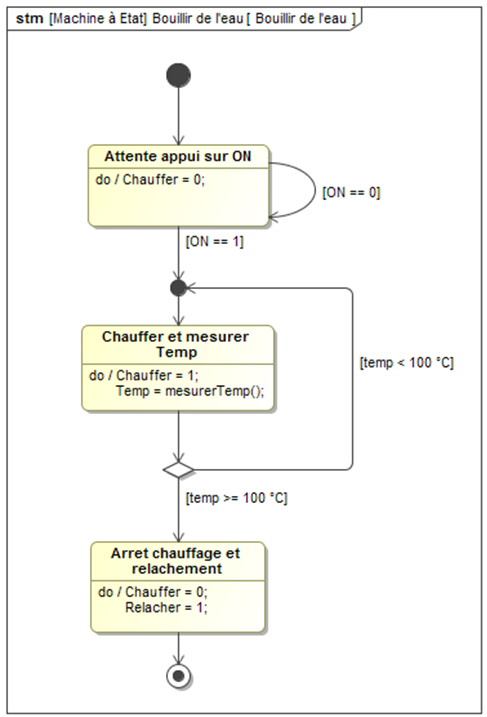 stm [Machine à Etat] Bouillir de l'eau [ Bouillir de l'eau ]
Attente appui sur ON
do / Chauffer = 0;
[ON == 0]
[ON == 1]
Chauffer et mesurer
Temp
do / Chauffer = 1;
Temp = mesurerTemp();
[temp < 100 °C]
[temp >= 100 °C]
Arret chauffage et
relachement
do / Chauffer = 0;
Relacher = 1;